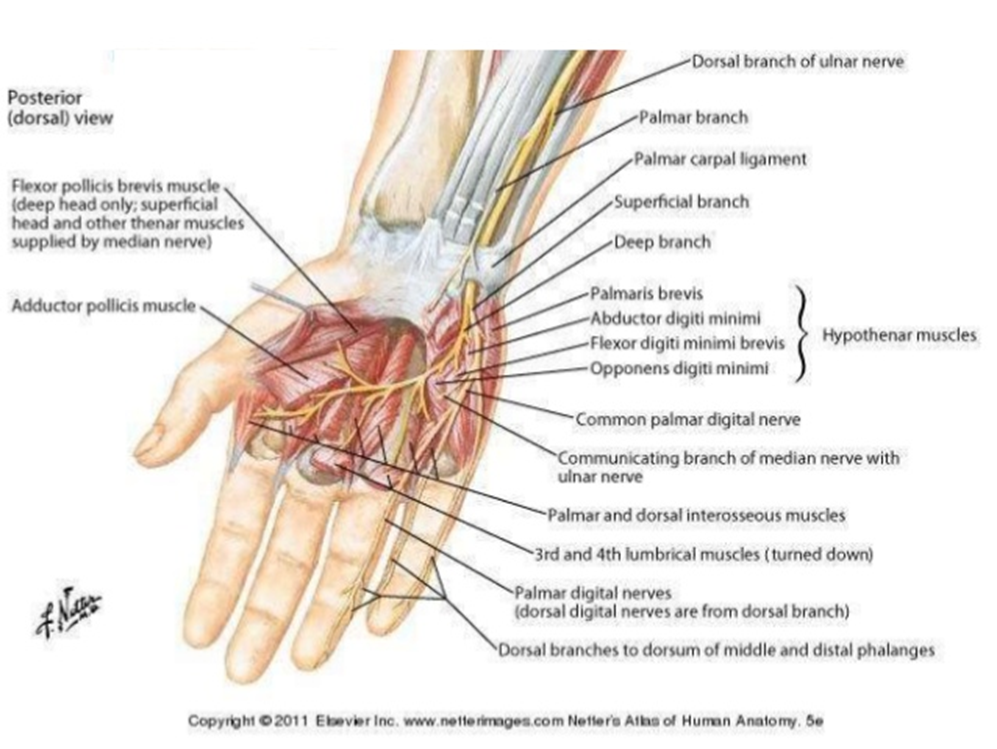 Dorsal branch of ulnar nerve
Posterior
(dorsal) view
Palmar branch
Palmar carpal ligament
Flexor pollicis brevis muscle
(deep head only; superficial
head and other thenar muscles
supplied by median nerve)
Superficial branch
Deep branch
Adductor pollicis muscle
Palmaris brevis
Abductor digiti minimi
Flexor digiti minimi brevis
Opponens digiti minimi
Hypothenar muscles
Common palmar digital nerve
Communicating branch of median nerve with
ulnar nerve
Palmar and dorsal interosseous muscles
3rd and 4th lumbrical muscles (turned down)
Palmar digital nerves
(dorsal digital nerves are from dorsal branch)
Dorsal branches to dorsum of middle and distal phalanges
F. Netter
Copyright © 2011 Elsevier Inc. www.netterimages.com Netter's Atlas of Human Anatomy. 5e